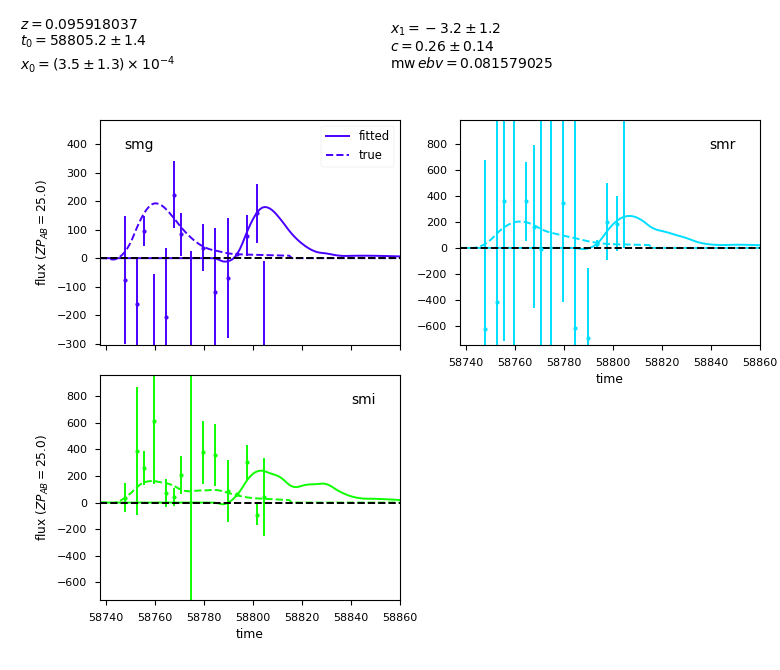 z = 0.095918037
t₀ = 58805.2 ± 1.4
x₀ = (3.5 ± 1.3) × 10⁻⁴
x₁ = −3.2 ± 1.2
c = 0.26 ± 0.14
mw ebv = 0.081579025
smg
fitted
true
400
300
200
100
0
−100
−200
−300
flux (ZP_AB = 25.0)
smr
800
600
400
200
0
−200
−400
−600
58740 58760 58780 58800 58820 58840 58860
time
smi
800
600
400
200
0
−200
−400
−600
flux (ZP_AB = 25.0)
58740 58760 58780 58800 58820 58840 58860
time